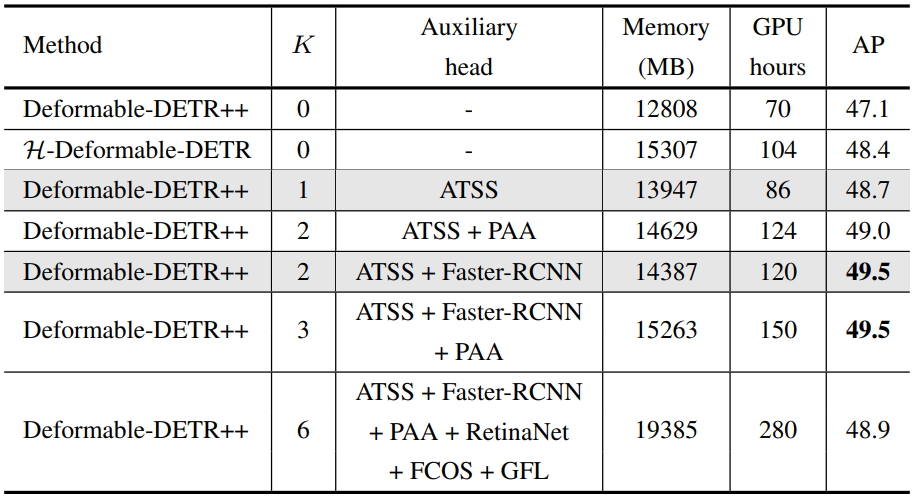 Method K Auxiliary head Memory (MB) GPU hours AP
Deformable-DETR++ 0 - 12808 70 47.1
ℋ-Deformable-DETR 0 - 15307 104 48.4
Deformable-DETR++ 1 ATSS 13947 86 48.7
Deformable-DETR++ 2 ATSS + PAA 14629 124 49.0
Deformable-DETR++ 2 ATSS + Faster-RCNN 14387 120 49.5
Deformable-DETR++ 3 ATSS + Faster-RCNN + PAA 15263 150 49.5
Deformable-DETR++ 6 ATSS + Faster-RCNN + PAA + RetinaNet + FCOS + GFL 19385 280 48.9